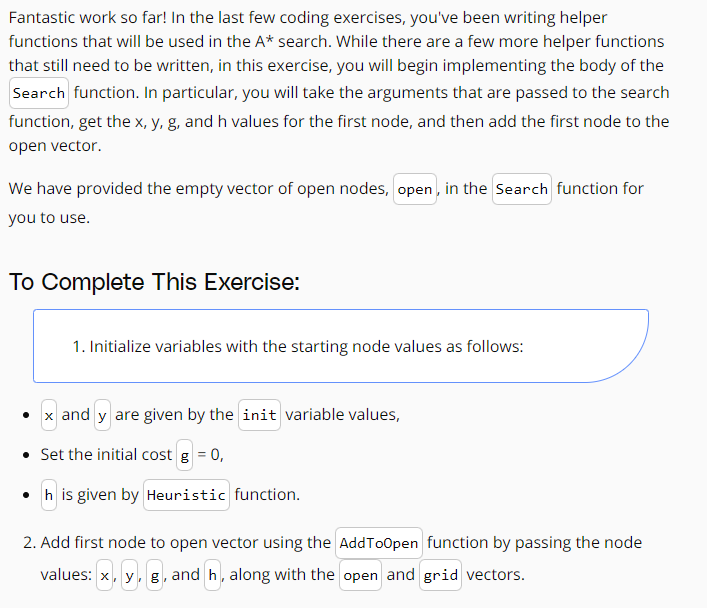 Fantastic work so far! In the last few coding exercises, you've been writing helper
functions that will be used in the A* search. While there are a few more helper functions
that still need to be written, in this exercise, you will begin implementing the body of the
Search function. In particular, you will take the arguments that are passed to the search
function, get the x, y, g, and h values for the first node, and then add the first node to the
open vector.
We have provided the empty vector of open nodes, open, in the Search function for
you to use.
To Complete This Exercise:
1. Initialize variables with the starting node values as follows:
• x and y are given by the init variable values,
• Set the initial cost g = 0,
• h is given by Heuristic function.
2. Add first node to open vector using the AddToOpen function by passing the node
values: x, y, g, and h, along with the open and grid vectors.